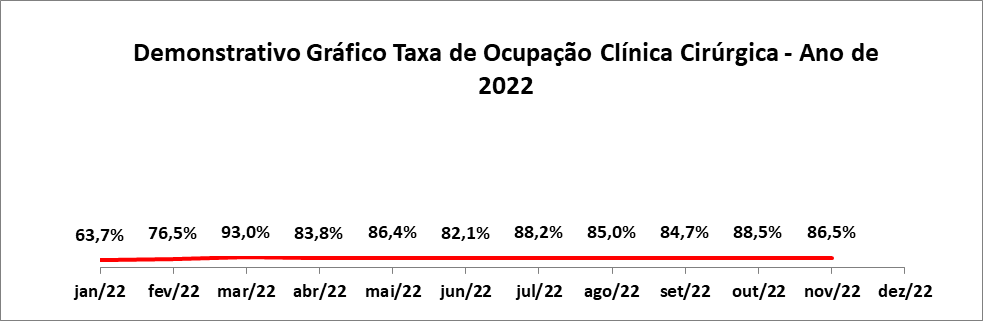 Demonstrativo Gráfico Taxa de Ocupação Clínica Cirúrgica - Ano de
2022
63,7% 76,5% 93,0% 83,8% 86,4% 82,1% 88,2% 85,0% 84,7% 88,5% 86,5%
jan/22 fev/22 mar/22 abr/22 mai/22 jun/22 jul/22 ago/22 set/22 out/22 nov/22 dez/22